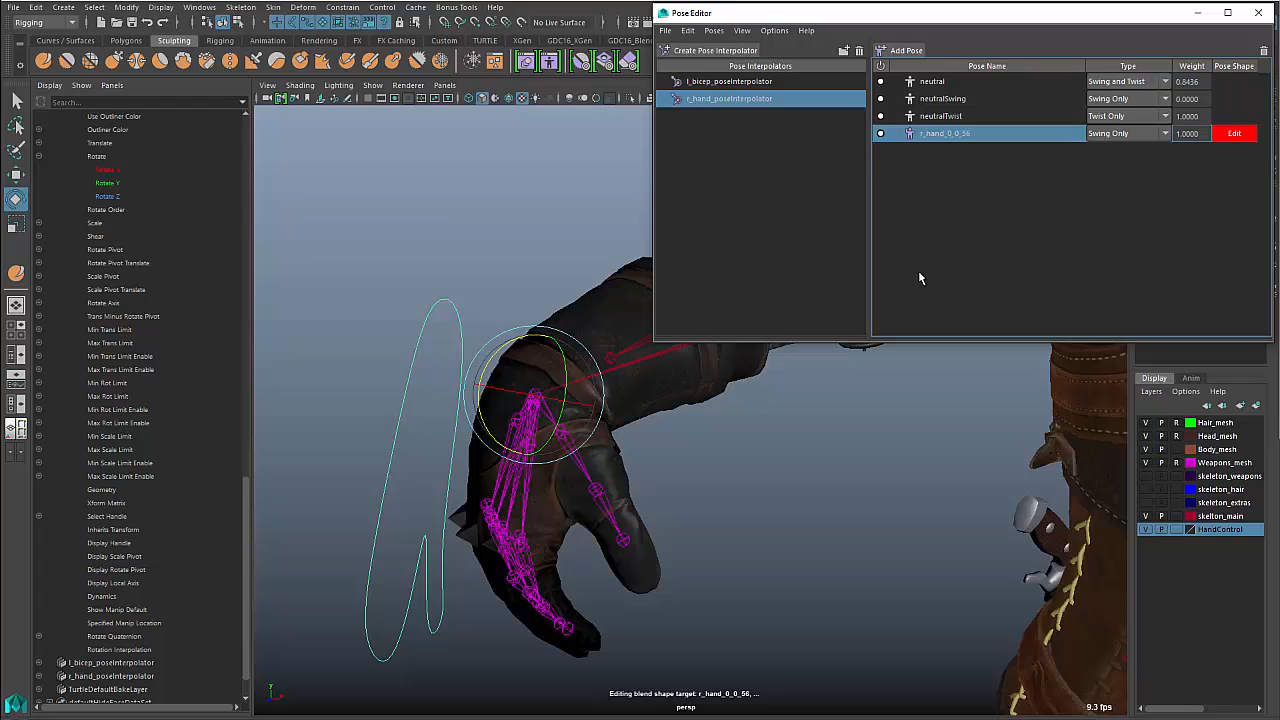 File Edit Create Select Modify Display Windows Skeleton Skin Deform Constrain Control Cache Bonus Tools Help
Rigging No Live Surface
Curves / Surfaces Polygons Sculpting Rigging Animation Rendering FX FX Caching Custom TURTLE XGen GDC16_XGen GDC16_Blend
Display Show Panels
Search...
Use Outliner Color
Outliner Color
Translate
Rotate
Rotate X
Rotate Y
Rotate Z
Rotate Order
Scale
Shear
Rotate Pivot
Rotate Pivot Translate
Scale Pivot
Scale Pivot Translate
Rotate Axis
Trans Minus Rotate Pivot
Min Trans Limit
Max Trans Limit
Min Trans Limit Enable
Max Trans Limit Enable
Min Rot Limit
Max Rot Limit
Min Rot Limit Enable
Max Rot Limit Enable
Min Scale Limit
Max Scale Limit
Min Scale Limit Enable
Max Scale Limit Enable
Geometry
Xform Matrix
Select Handle
Inherits Transform
Display Handle
Display Scale Pivot
Display Rotate Pivot
Display Local Axis
Dynamics
Show Manip Default
Specified Manip Location
Rotate Quaternion
Rotation Interpolation
l_bicep_poseInterpolator
r_hand_poseInterpolator
TurtleDefaultBakeLayer
defaultHideFaceDataSet
View Shading Lighting Show Renderer Panels
Editing blend shape target: r_hand_0_0_56, ...
persp
9.3 fps
y
Pose Editor
File Edit Poses View Options Help
Create Pose Interpolator
Pose Interpolators
l_bicep_poseInterpolator
r_hand_poseInterpolator
Add Pose
Pose Name Type Weight Pose Shape
neutral Swing and Twist 0.8436
neutralSwing Swing Only 0.0000
neutralTwist Twist Only 1.0000
r_hand_0_0_56 Swing Only 1.0000 Edit
Display Anim
Layers Options Help
V P R Hair_mesh
V P R Head_mesh
V P Body_mesh
V P R Weapons_mesh
skeleton_weapons
skeleton_hair
skeleton_extras
V P skelton_main
V P HandControl